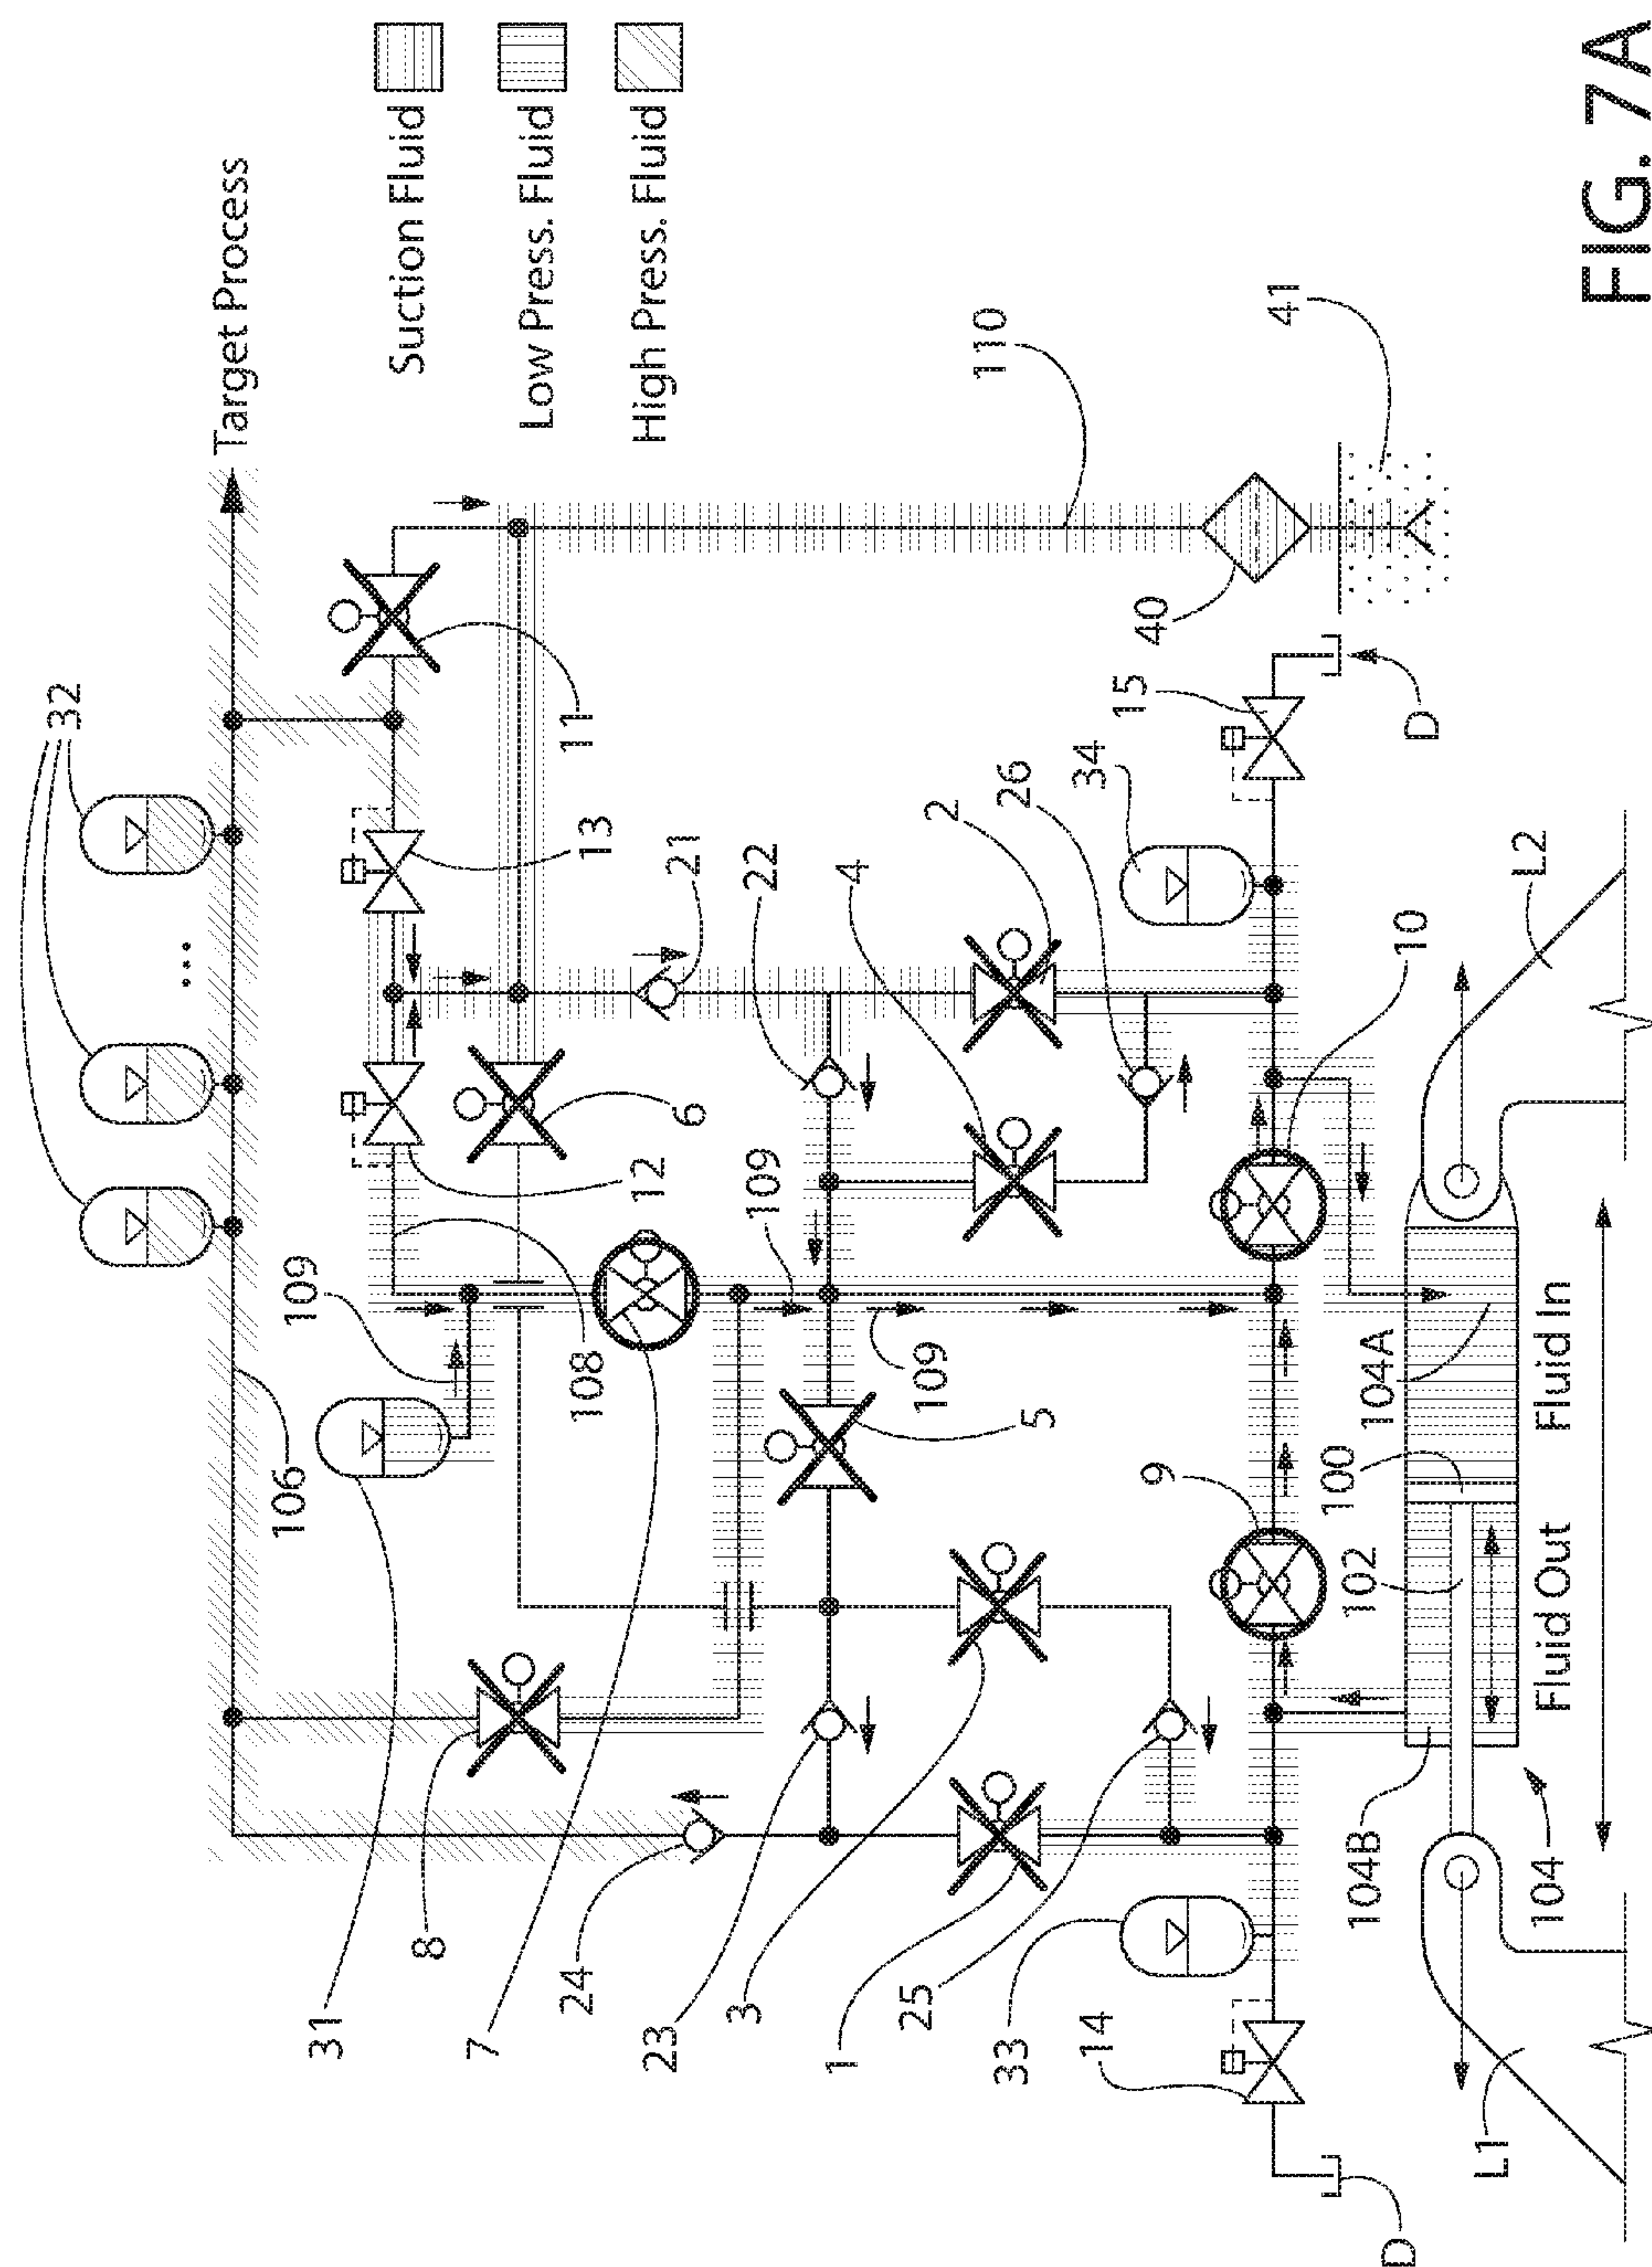 Target Process
Suction Fluid
Low Press. Fluid
High Press. Fluid
32
...
106
109
31
8
7
24
23
3
1
25
33
14
D
L1
108
12
6
13
11
21
22
109
109
5
4
2
26
34
15
D
40
110
41
9
10
104B
104
102
100
104A
Fluid Out
Fluid In
L2
FIG. 7A